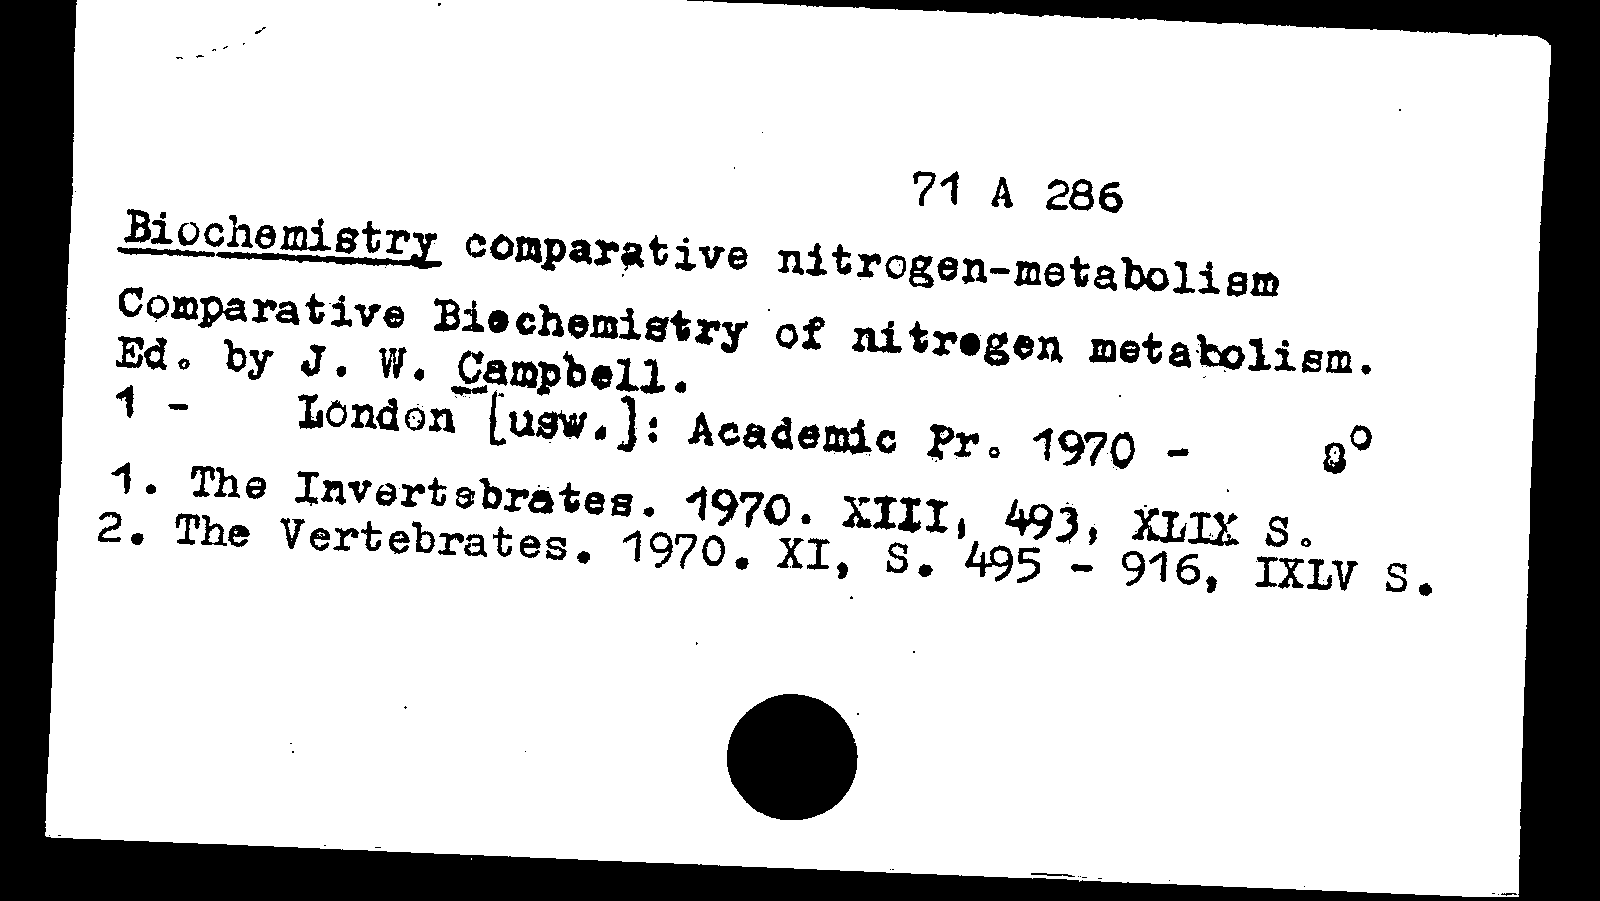 71 A 286
Biochemistry comparative nitrogen-metabolism
Comparative Biochemistry of nitrogen metabolism.
Ed. by J. W. Campbell.
1 - London [usw.]: Academic Pr. 1970 - 8°
1. The Invertebrates. 1970. XIII, 493, XLIX S.
2. The Vertebrates. 1970. XI, S. 495 - 916, IXLV S.